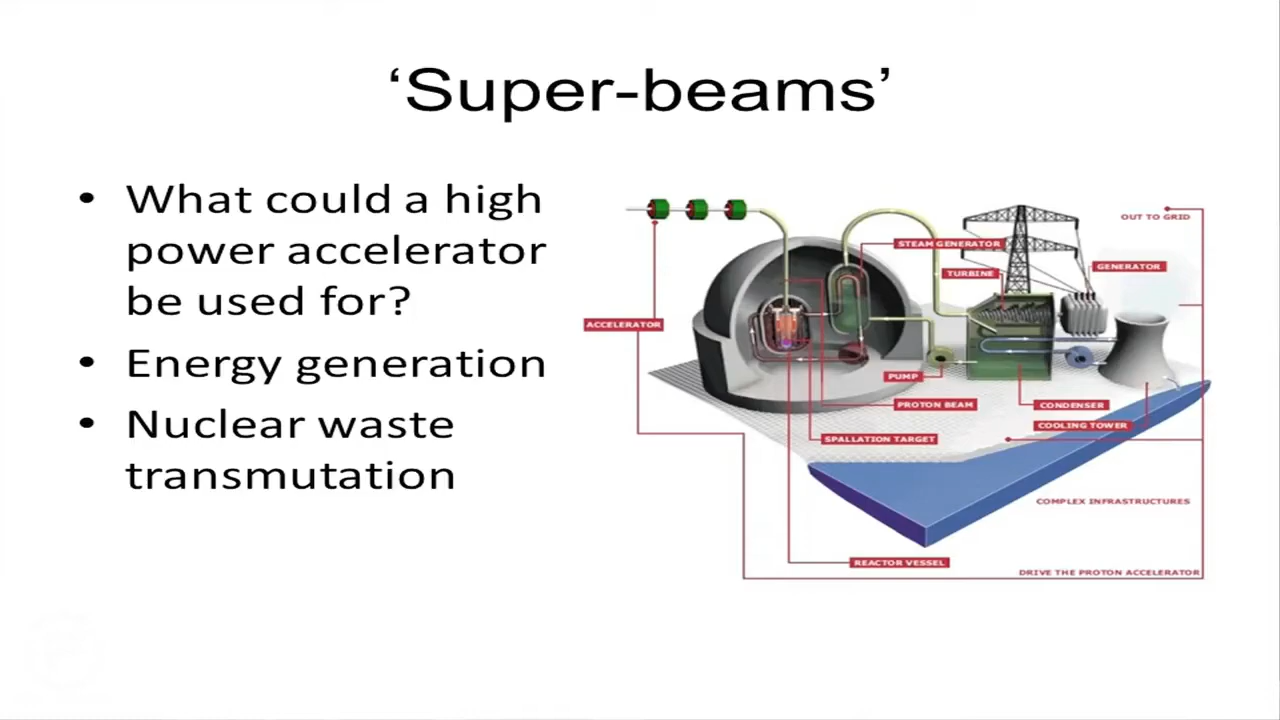 ‘Super-beams’
• What could a high
power accelerator
be used for?
• Energy generation
• Nuclear waste
transmutation
OUT TO GRID
STEAM GENERATOR
TURBINE
GENERATOR
ACCELERATOR
PUMP
PROTON BEAM
CONDENSER
COOLING TOWER
SPALLATION TARGET
COMPLEX INFRASTRUCTURES
REACTOR VESSEL
DRIVE THE PROTON ACCELERATOR